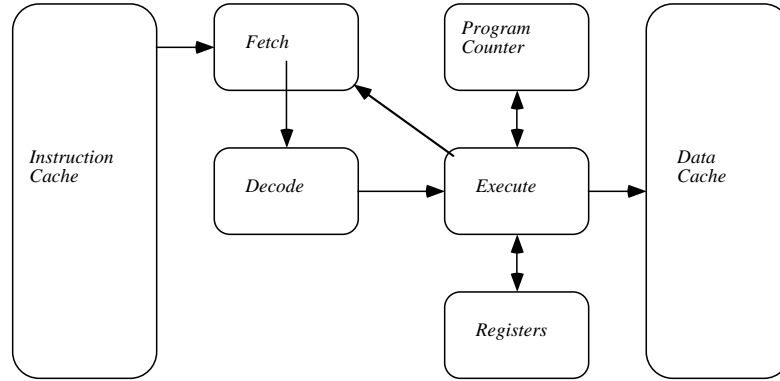 Fetch
Program
Counter
Instruction
Cache
Decode
Execute
Data
Cache
Registers